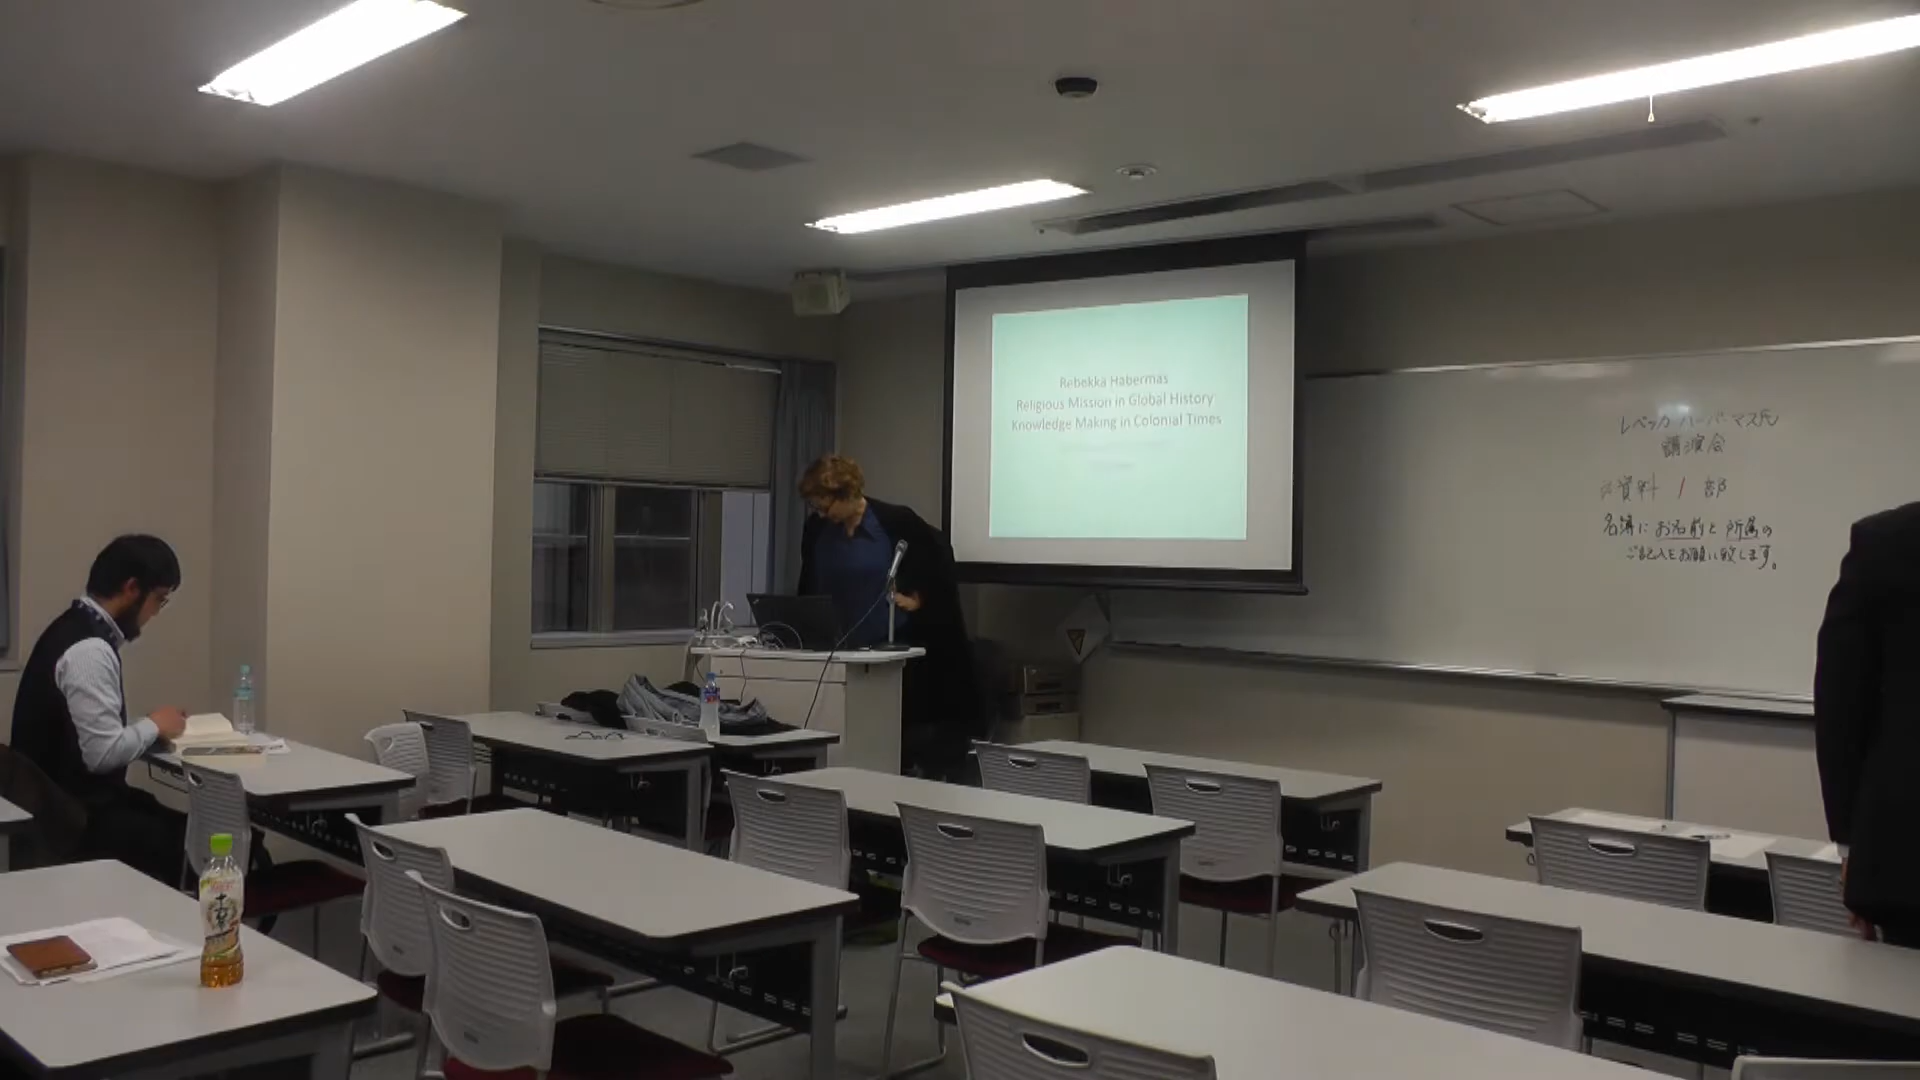 Rebekka Habermas
Religious Mission in Global History
Knowledge Making in Colonial Times
レベッカ・ハーバーマス氏
講演会
資料 1 部
名簿に お名前と 所属の
ご記入をお願い致します。